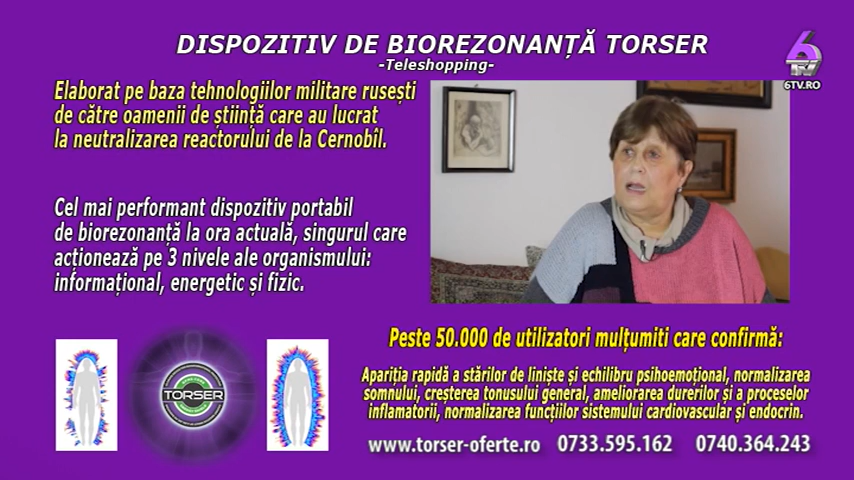 DISPOZITIV DE BIOREZONANȚĂ TORSER
-Teleshopping-
6
TV
6TV.RO
Elaborat pe baza tehnologiilor militare rusești
de către oamenii de știință care au lucrat
la neutralizarea reactorului de la Cernobîl.
Cel mai performant dispozitiv portabil
de biorezonanță la ora actuală, singurul care
acționează pe 3 nivele ale organismului:
informațional, energetic și fizic.
TORSER
Peste 50.000 de utilizatori mulțumiti care confirmă:
Apariția rapidă a stărilor de liniște și echilibru psihoemoțional, normalizarea
somnului, creșterea tonusului general, ameliorarea durerilor și a proceselor
inflamatorii, normalizarea funcțiilor sistemului cardiovascular și endocrin.
www.torser-oferte.ro 0733.595.162 0740.364.243